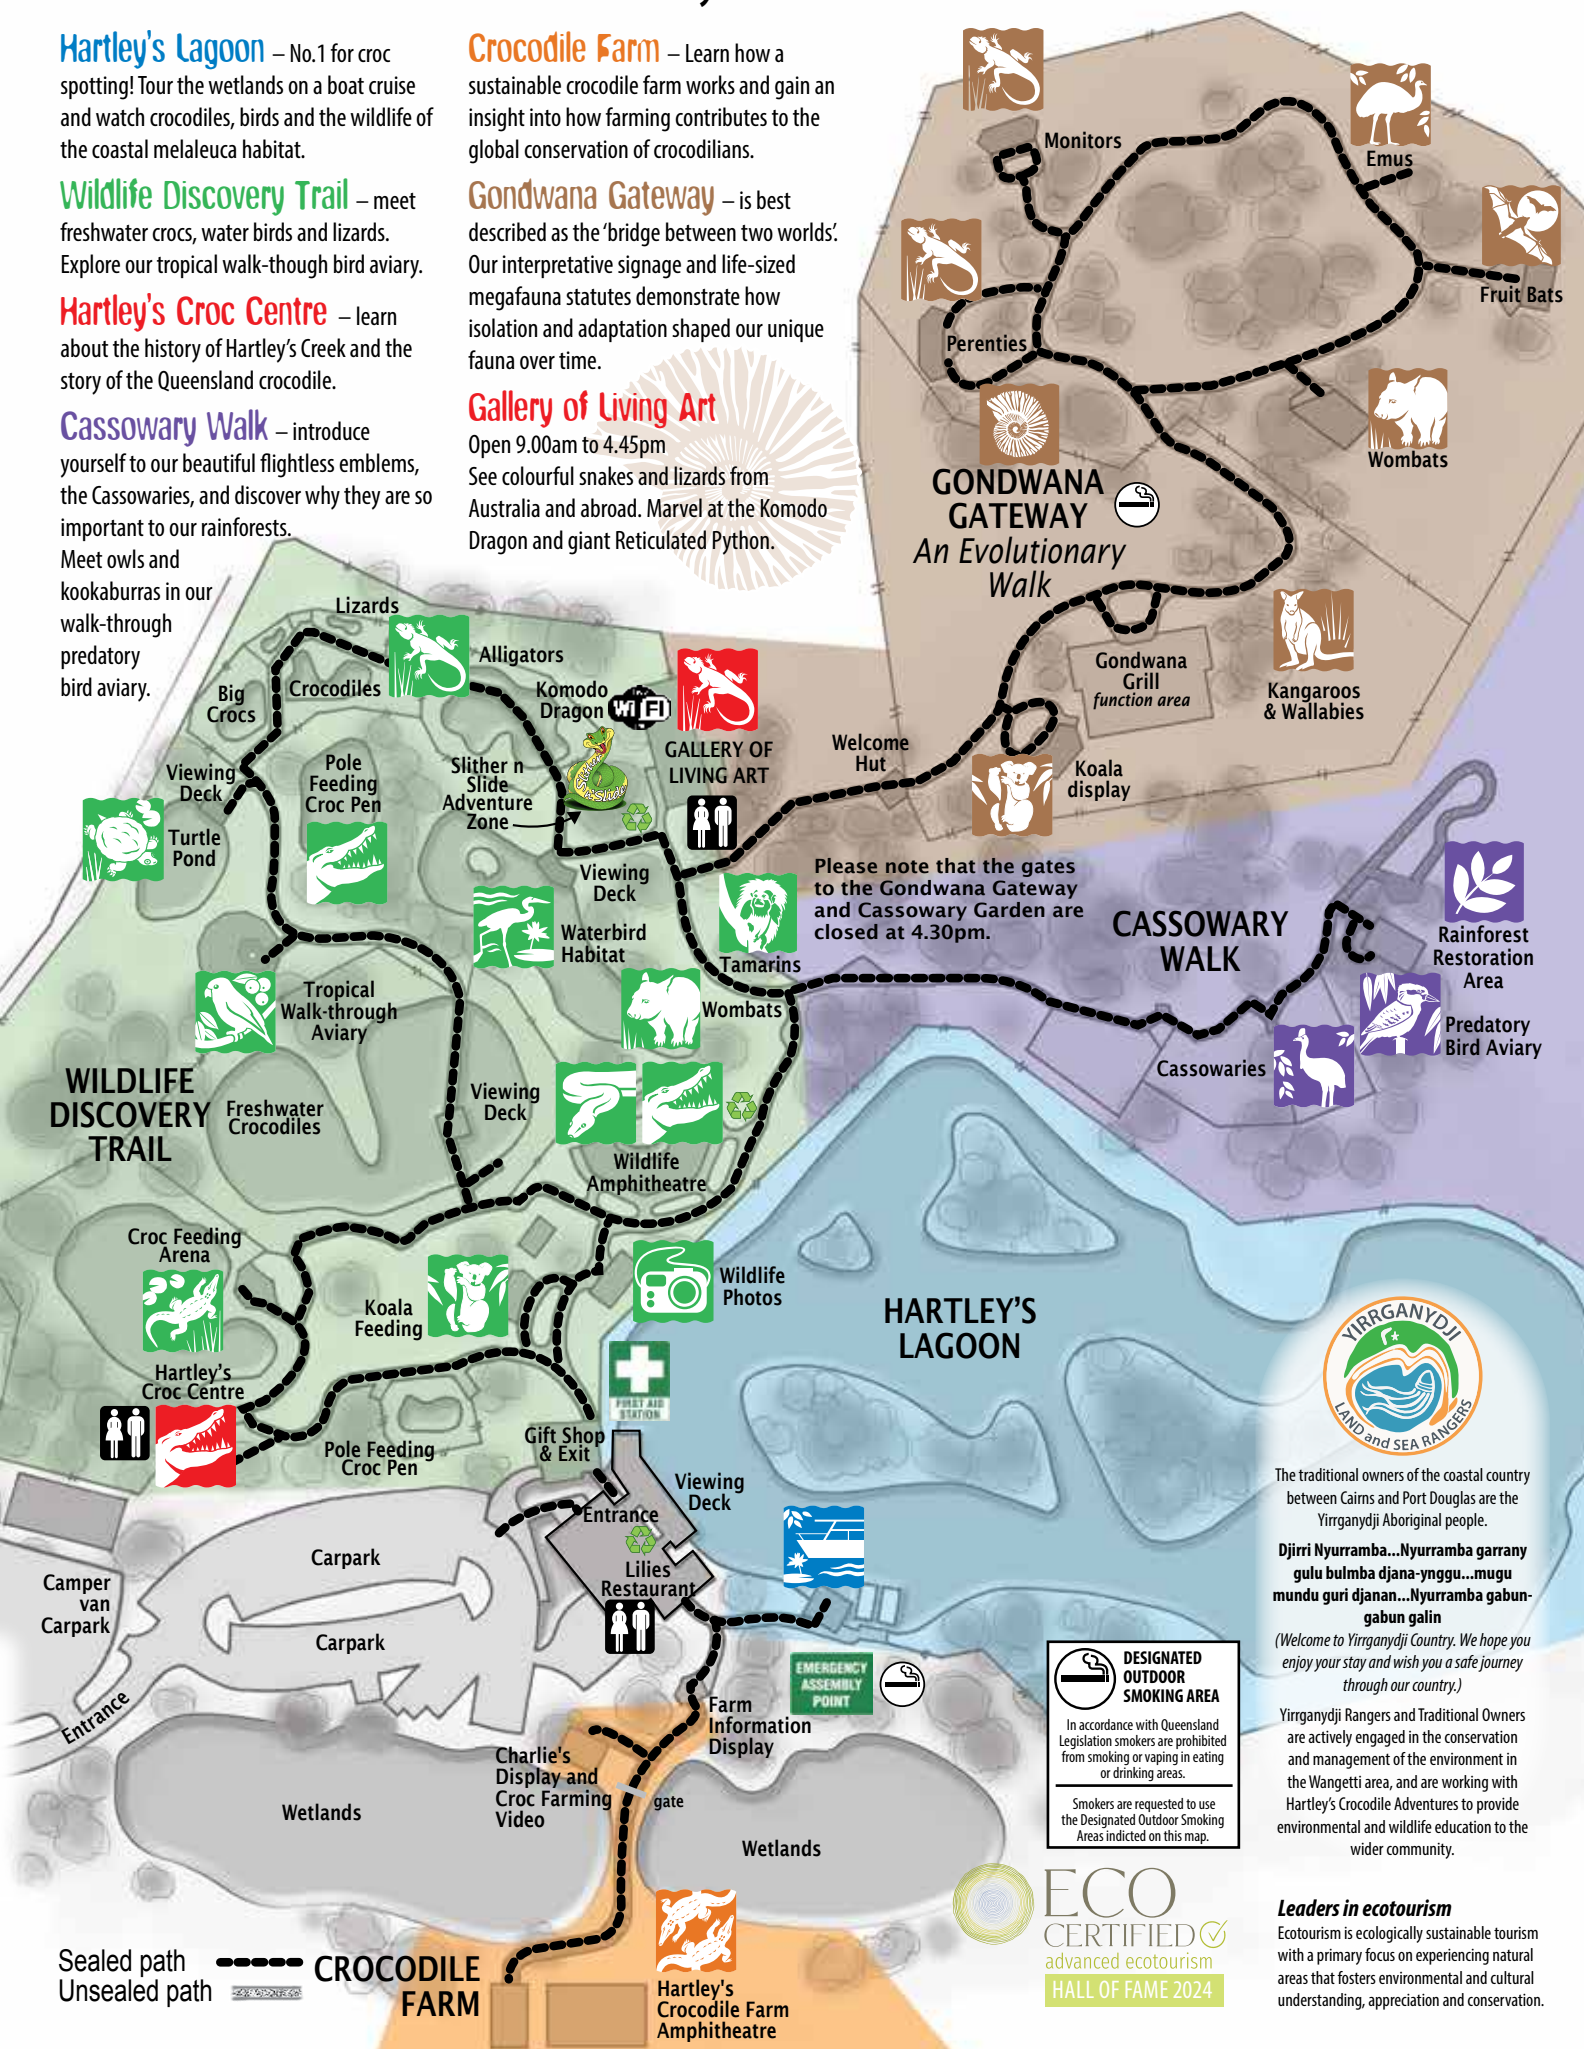 Hartley's Lagoon – No.1 for croc
spotting! Tour the wetlands on a boat cruise
and watch crocodiles, birds and the wildlife of
the coastal melaleuca habitat.
Wildlife Discovery Trail – meet
freshwater crocs, water birds and lizards.
Explore our tropical walk-though bird aviary.
Hartley's Croc Centre – learn
about the history of Hartley's Creek and the
story of the Queensland crocodile.
Cassowary Walk – introduce
yourself to our beautiful flightless emblems,
the Cassowaries, and discover why they are so
important to our rainforests.
Meet owls and
kookaburras in our
walk-through
predatory
bird aviary.
Crocodile Farm – Learn how a
sustainable crocodile farm works and gain an
insight into how farming contributes to the
global conservation of crocodilians.
Gondwana Gateway – is best
described as the 'bridge between two worlds'.
Our interpretative signage and life-sized
megafauna statutes demonstrate how
isolation and adaptation shaped our unique
fauna over time.
Gallery of Living Art
Open 9.00am to 4.45pm
See colourful snakes and lizards from
Australia and abroad. Marvel at the Komodo
Dragon and giant Reticulated Python.
Monitors
Emus
Fruit Bats
Perenties
Wombats
GONDWANA
GATEWAY
An Evolutionary
Walk
Gondwana
Grill
function area
Kangaroos
& Wallabies
Welcome
Hut
Koala
display
Lizards
Alligators
Crocodiles
Big
Crocs
Komodo
Dragon
Wi FI
GALLERY OF
LIVING ART
Viewing
Deck
Pole
Feeding
Croc Pen
Slither n
Slide
Adventure
Zone
Slither n Slide
Turtle
Pond
Viewing
Deck
Please note that the gates
to the Gondwana Gateway
and Cassowary Garden are
closed at 4.30pm.
CASSOWARY
WALK
Rainforest
Restoration
Area
Predatory
Bird Aviary
Cassowaries
Waterbird
Habitat
Tamarins
Wombats
Tropical
Walk-through
Aviary
WILDLIFE
DISCOVERY
TRAIL
Freshwater
Crocodiles
Viewing
Deck
Wildlife
Amphitheatre
Croc Feeding
Arena
Koala
Feeding
Wildlife
Photos
HARTLEY'S
LAGOON
FIRST AID
STATION
Hartley's
Croc Centre
Pole Feeding
Croc Pen
Gift Shop
& Exit
Viewing
Deck
Entrance
Lilies
Restaurant
Carpark
Carpark
Camper
van
Carpark
Entrance
EMERGENCY
ASSEMBLY
POINT
Farm
Information
Display
Charlie's
Display and
Croc Farming
Video
gate
Wetlands
Wetlands
Sealed path
Unsealed path
CROCODILE
FARM
Hartley's
Crocodile Farm
Amphitheatre
DESIGNATED
OUTDOOR
SMOKING AREA
In accordance with Queensland
Legislation smokers are prohibited
from smoking or vaping in eating
or drinking areas.
Smokers are requested to use
the Designated Outdoor Smoking
Areas indicted on this map.
ECO
CERTIFIED
advanced ecotourism
HALL OF FAME 2024
YIRRGANYDJI
LAND and SEA RANGERS
The traditional owners of the coastal country
between Cairns and Port Douglas are the
Yirrganydji Aboriginal people.
Djirri Nyurramba...Nyurramba garrany
gulu bulmba djana-ynggu...mugu
mundu guri djanan...Nyurramba gabun-
gabun galin
(Welcome to Yirrganydji Country. We hope you
enjoy your stay and wish you a safe journey
through our country.)
Yirrganydji Rangers and Traditional Owners
are actively engaged in the conservation
and management of the environment in
the Wangetti area, and are working with
Hartley's Crocodile Adventures to provide
environmental and wildlife education to the
wider community.
Leaders in ecotourism
Ecotourism is ecologically sustainable tourism
with a primary focus on experiencing natural
areas that fosters environmental and cultural
understanding, appreciation and conservation.